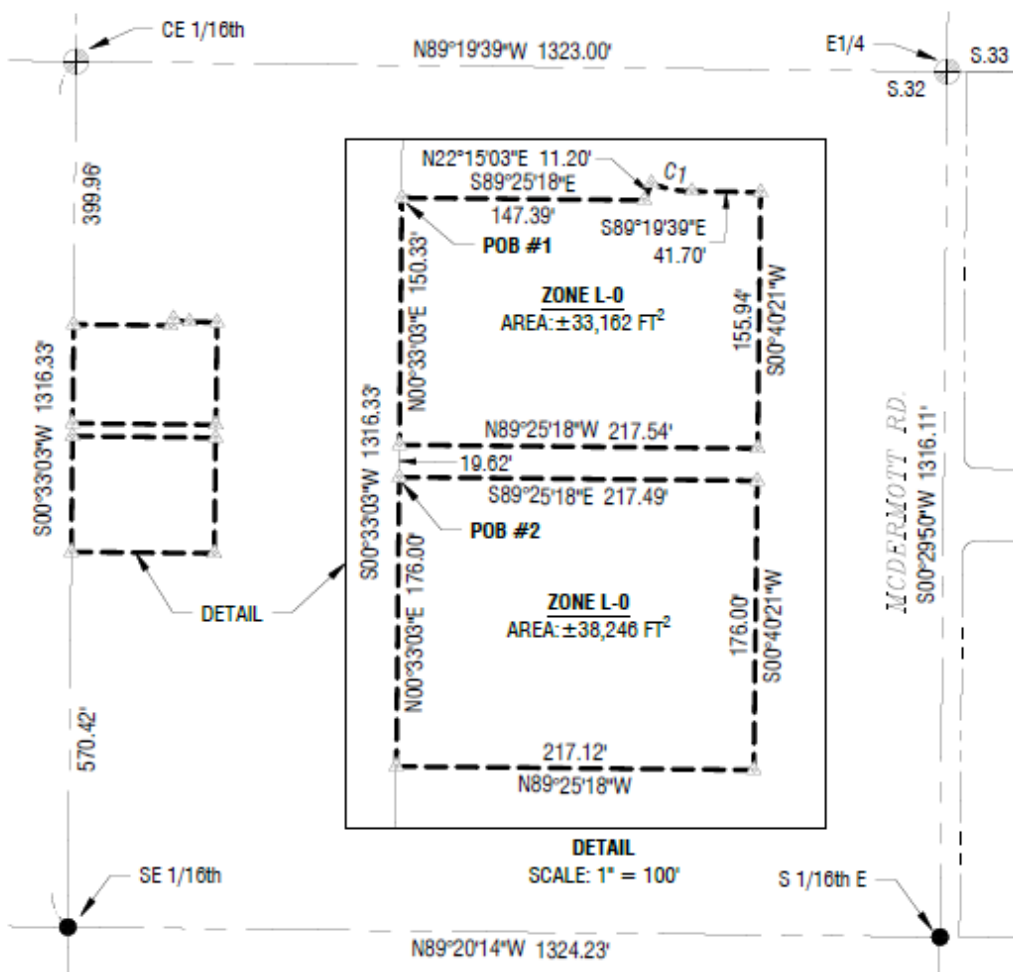 CE 1/16th
N89°19'39"W 1323.00'
E1/4
S.33
S.32
399.96'
N22°15'03"E 11.20'
C1
S89°25'18"E
147.39'
S89°19'39"E
41.70'
POB #1
N00°33'03"E 150.33'
ZONE L-0
AREA:±33,162 FT²
155.94'
S00°40'21"W
S00°33'03"W 1316.33'
S00°33'03"W 1316.33'
N89°25'18"W 217.54'
19.62'
S89°25'18"E 217.49'
POB #2
MCDERMOTT RD.
S00°29'50"W 1316.11'
DETAIL
N00°33'03"E 176.00'
ZONE L-0
AREA:±38,246 FT²
176.00'
S00°40'21"W
570.42'
217.12'
N89°25'18"W
DETAIL
SCALE: 1" = 100'
SE 1/16th
S 1/16th E
N89°20'14"W 1324.23'